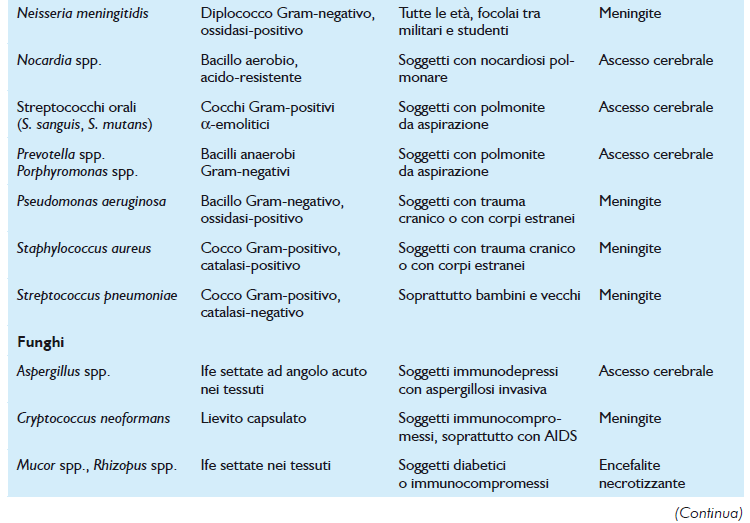 Neisseria meningitidis Diplococco Gram-negativo, Tutte le età, focolai tra Meningite
ossidasi-positivo militari e studenti
Nocardia spp. Bacillo aerobio, Soggetti con nocardiosi pol- Ascesso cerebrale
acido-resistente monare
Streptococchi orali Cocchi Gram-positivi Soggetti con polmonite Ascesso cerebrale
(S. sanguis, S. mutans) α-emolitici da aspirazione
Prevotella spp. Bacilli anaerobi Soggetti con polmonite Ascesso cerebrale
Porphyromonas spp. Gram-negativi da aspirazione
Pseudomonas aeruginosa Bacillo Gram-negativo, Soggetti con trauma Meningite
ossidasi-positivo cranico o con corpi estranei
Staphylococcus aureus Cocco Gram-positivo, Soggetti con trauma cranico Meningite
catalasi-positivo o con corpi estranei
Streptococcus pneumoniae Cocco Gram-positivo, Soprattutto bambini e vecchi Meningite
catalasi-negativo
Funghi
Aspergillus spp. Ife settate ad angolo acuto Soggetti immunodepressi Ascesso cerebrale
nei tessuti con aspergillosi invasiva
Cryptococcus neoformans Lievito capsulato Soggetti immunocompro- Meningite
messi, soprattutto con AIDS
Mucor spp., Rhizopus spp. Ife settate nei tessuti Soggetti diabetici Encefalite
o immunocompromessi necrotizzante
(Continua)